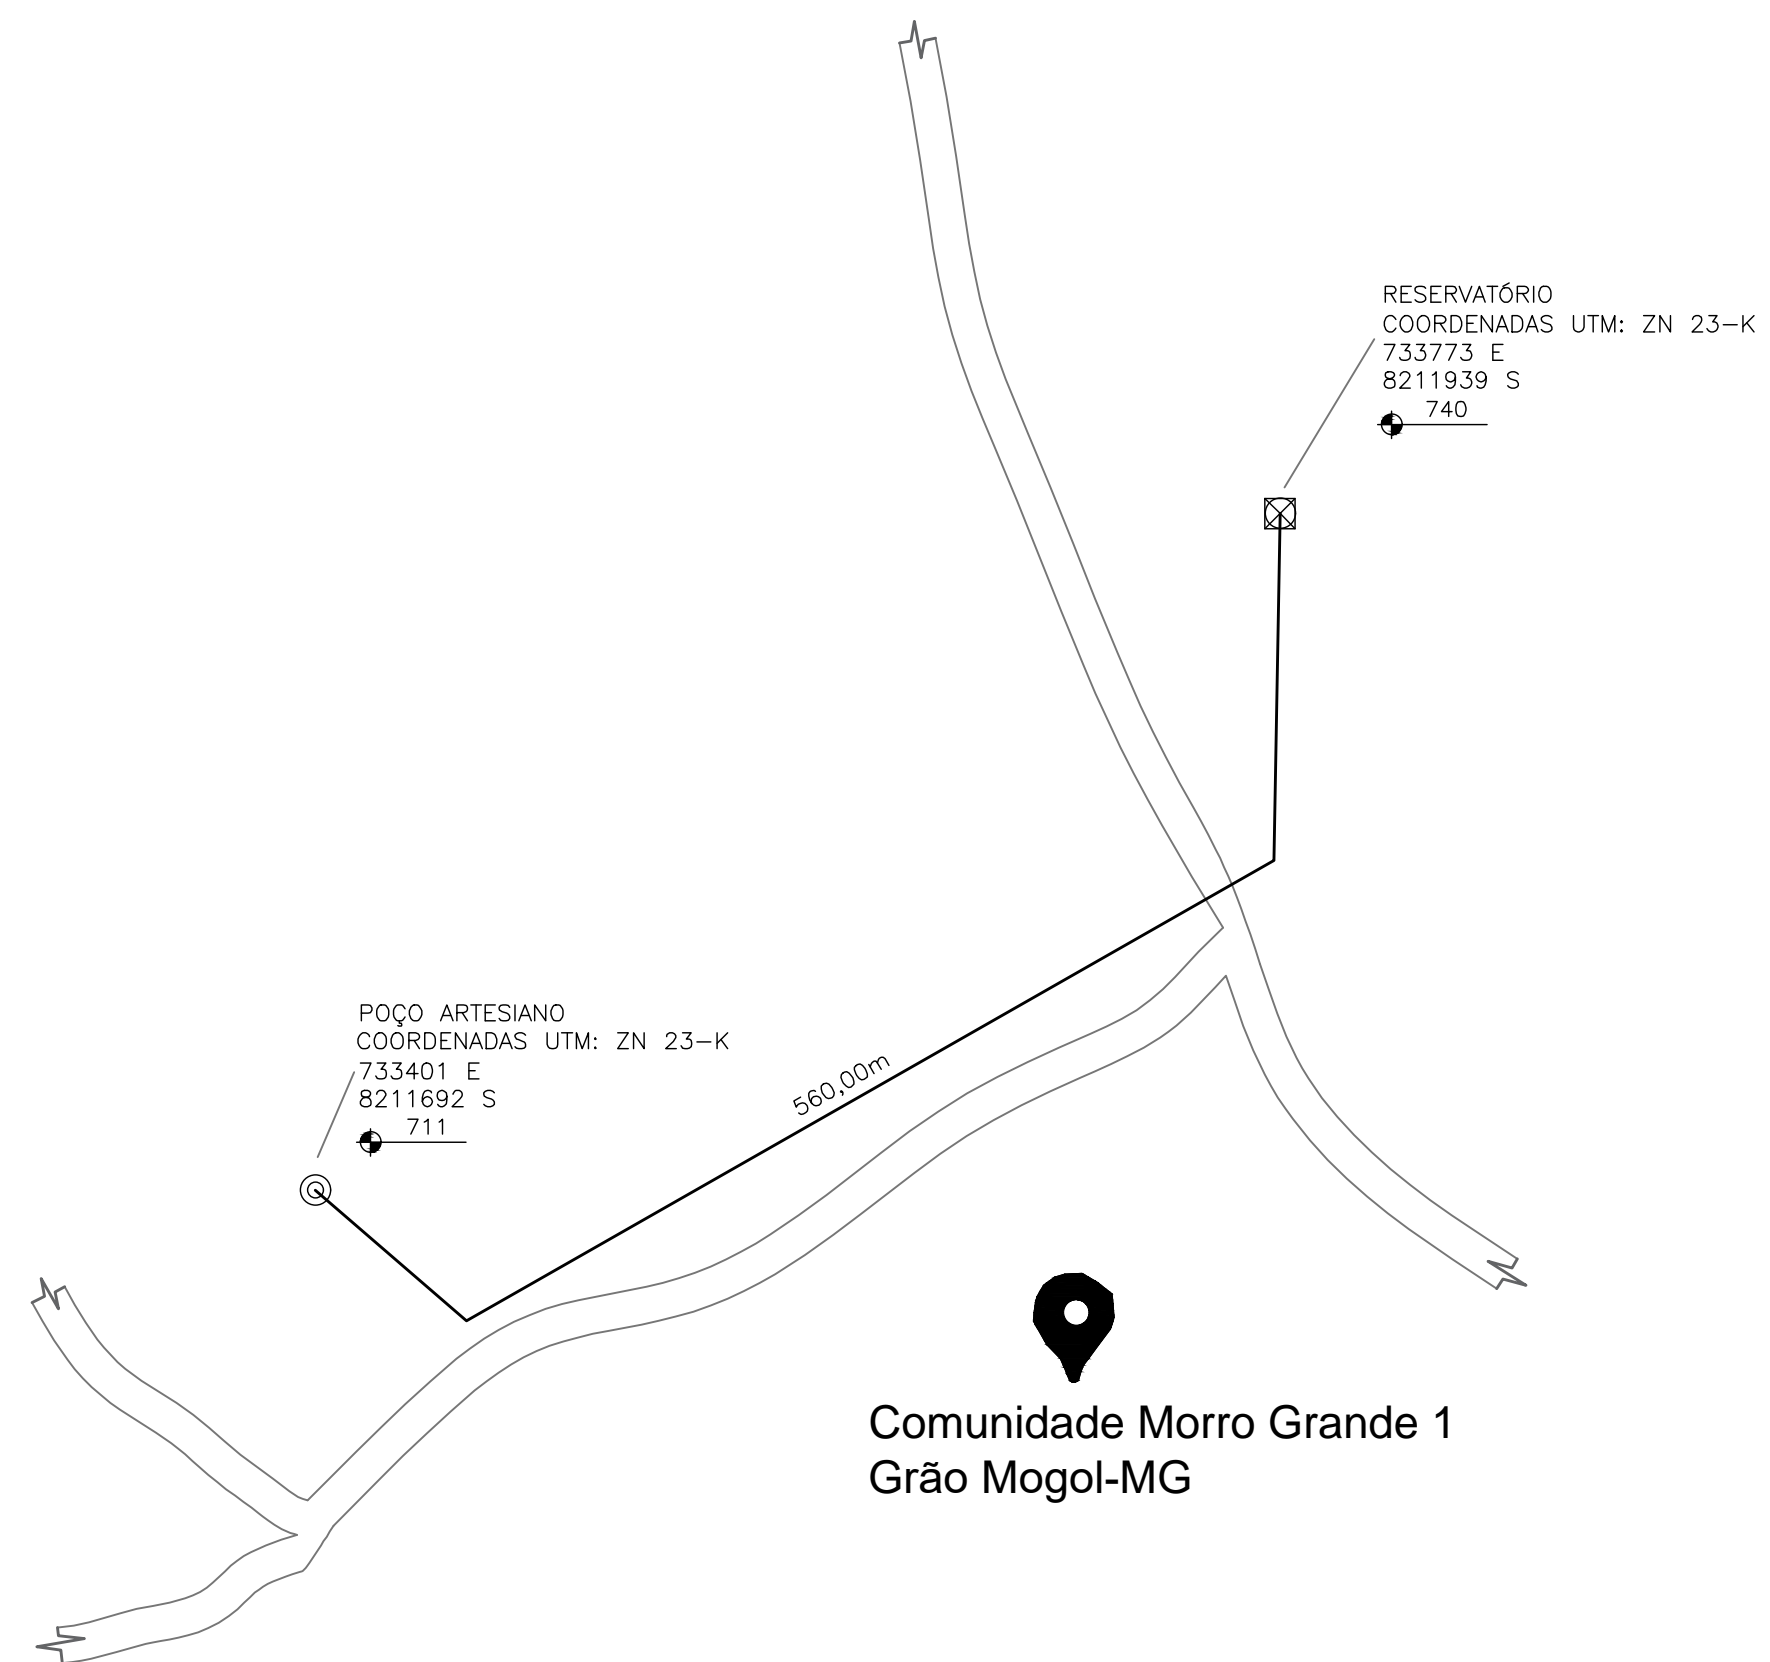 RESERVATÓRIO
COORDENADAS UTM: ZN 23-K
733773 E
8211939 S
740
POÇO ARTESIANO
COORDENADAS UTM: ZN 23-K
733401 E
8211692 S
711
560,00m
Comunidade Morro Grande 1
Grão Mogol-MG